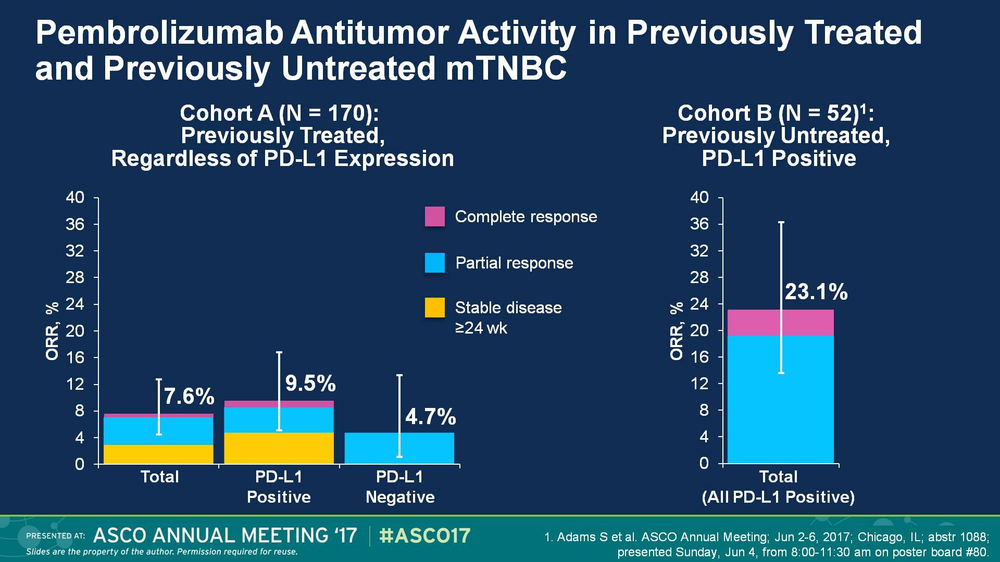 Pembrolizumab Antitumor Activity in Previously Treated
and Previously Untreated mTNBC
Cohort A (N = 170):
Previously Treated,
Regardless of PD-L1 Expression
40
36
32
28
24
20
16
12
8
4
0
ORR, %
7.6%
9.5%
4.7%
Total
PD-L1
Positive
PD-L1
Negative
Complete response
Partial response
Stable disease
≥24 wk
Cohort B (N = 52)¹:
Previously Untreated,
PD-L1 Positive
40
36
32
28
24
20
16
12
8
4
0
ORR, %
23.1%
Total
(All PD-L1 Positive)
PRESENTED AT: ASCO ANNUAL MEETING ‘17 #ASCO17
Slides are the property of the author. Permission required for reuse.
1. Adams S et al. ASCO Annual Meeting; Jun 2-6, 2017; Chicago, IL; abstr 1088;
presented Sunday, Jun 4, from 8:00-11:30 am on poster board #80.